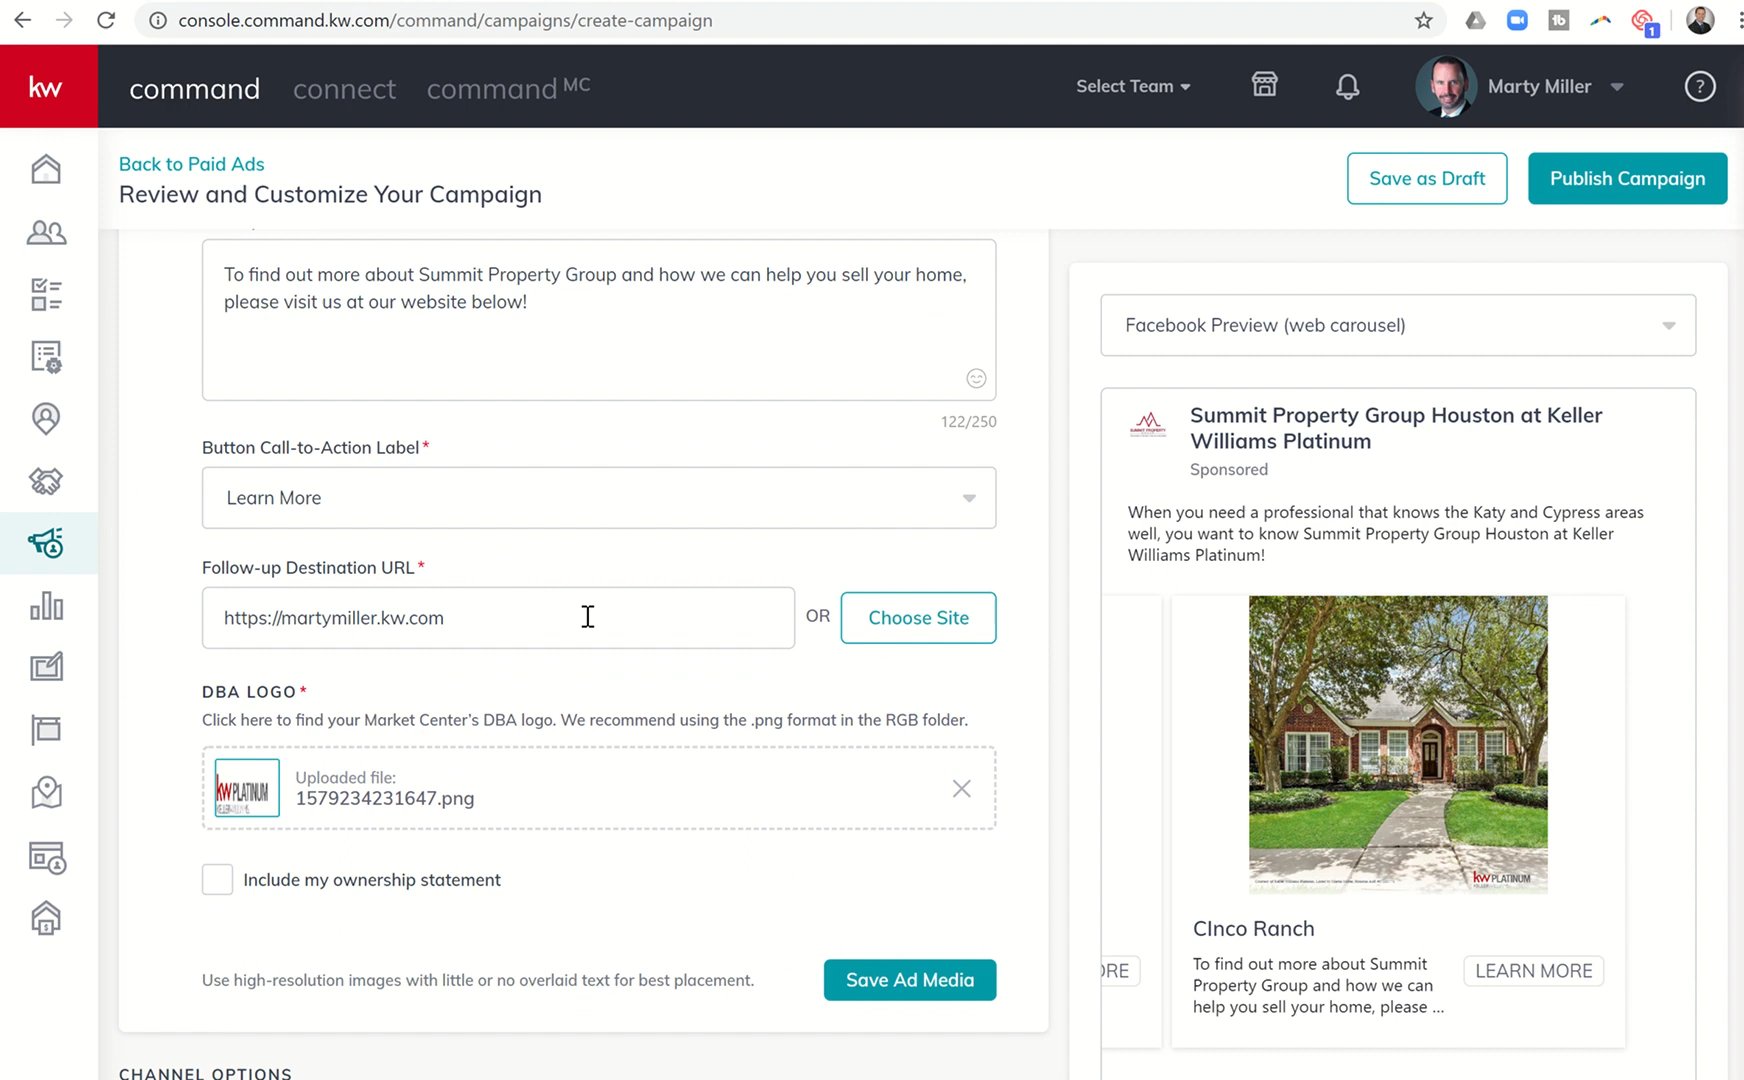 console.command.kw.com/command/campaigns/create-campaign
1
kw
command connect command MC
Select Team
Marty Miller
?
Back to Paid Ads
Review and Customize Your Campaign
Save as Draft
Publish Campaign
To find out more about Summit Property Group and how we can help you sell your home,
please visit us at our website below!
122/250
Button Call-to-Action Label*
Learn More
Follow-up Destination URL*
https://martymiller.kw.com
OR
Choose Site
DBA LOGO*
Click here to find your Market Center's DBA logo. We recommend using the .png format in the RGB folder.
kw PLATINUM
Uploaded file:
1579234231647.png
Include my ownership statement
Use high-resolution images with little or no overlaid text for best placement.
Save Ad Media
CHANNEL OPTIONS
Facebook Preview (web carousel)
SUMMIT PROPERTY
Summit Property Group Houston at Keller
Williams Platinum
Sponsored
When you need a professional that knows the Katy and Cypress areas
well, you want to know Summit Property Group Houston at Keller
Williams Platinum!
kw PLATINUM
CInco Ranch
ORE
To find out more about Summit
Property Group and how we can
help you sell your home, please ...
LEARN MORE